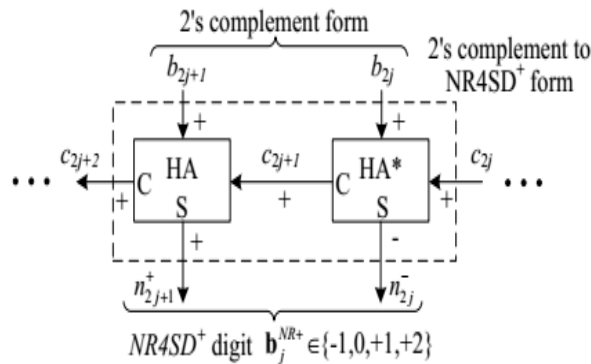 2's complement form
b2j+1 b2j 2's complement to
NR4SD+ form
+ +
c2j+2 HA c2j+1 HA* c2j
••• C C •••
+ S + S +
+ -
n+2j+1 n-2j
NR4SD+ digit bjNR+ ∈{-1,0,+1,+2}